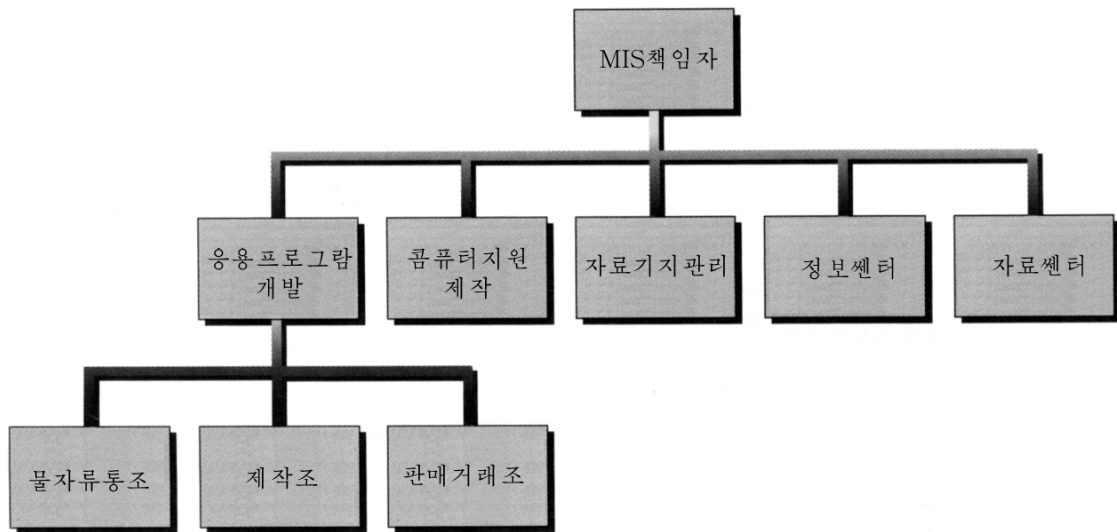 MIS책임자
응용프로그람
개발
콤퓨터지원
제작
자료기지관리
정보쎈터
자료쎈터
물자류통조
제작조
판매거래조